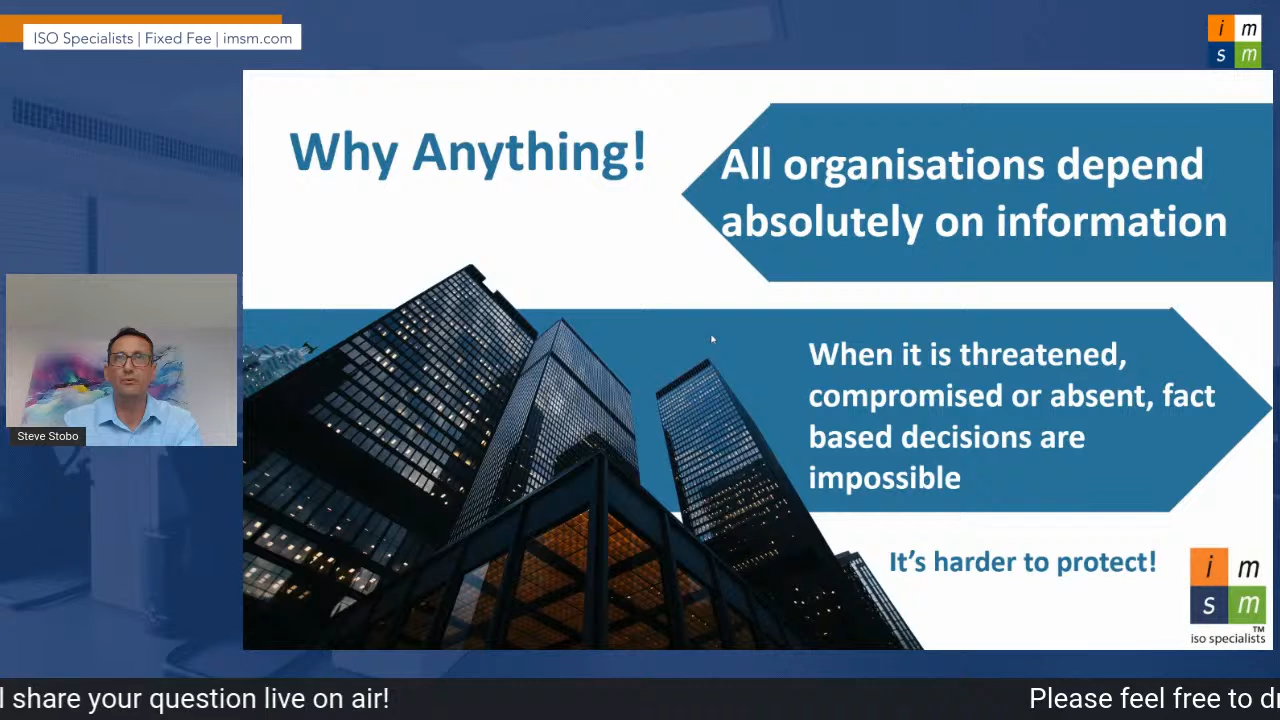 ISO Specialists | Fixed Fee | imsm.com
i m
s m
Why Anything!
All organisations depend
absolutely on information
When it is threatened,
compromised or absent, fact
based decisions are
impossible
It's harder to protect!
i m
s m
TM
iso specialists
Steve Stobo
share your question live on air!
Please feel free to